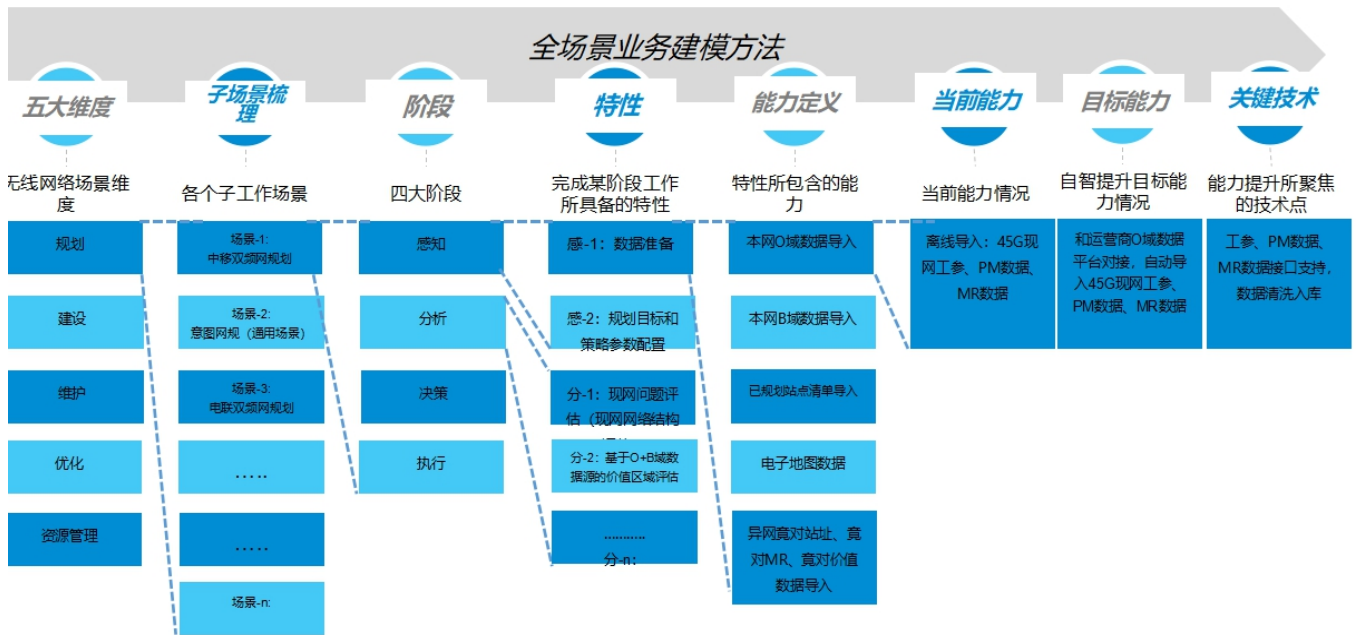 全场景业务建模方法
五大维度
子场景梳
理
阶段
特性
能力定义
当前能力
目标能力
关键技术
无线网络场景维
度
各个子工作场景
四大阶段
完成某阶段工作
所具备的特性
特性所包含的能
力
当前能力情况
自智提升目标能
力情况
能力提升所聚焦
的技术点
规划
建设
维护
优化
资源管理
场景-1:
中移双频网规划
场景-2:
意图网规（通用场景）
场景-3:
电联双频网规划
.....
.....
场景-n:
感知
分析
决策
执行
感-1：数据准备
感-2：规划目标和
策略参数配置
分-1：现网问题评
估（现网网络结构
分-2：基于O+B域数
据源的价值区域评估
...........
分-n:
本网O域数据导入
本网B域数据导入
已规划站点清单导入
电子地图数据
异网竟对站址、竟
对MR、竟对价值
数据导入
离线导入：45G现
网工参、PM数据、
MR数据
和运营商O域数据
平台对接，自动导
入45G现网工参、
PM数据、MR数据
工参、PM数据、
MR数据接口支持，
数据清洗入库